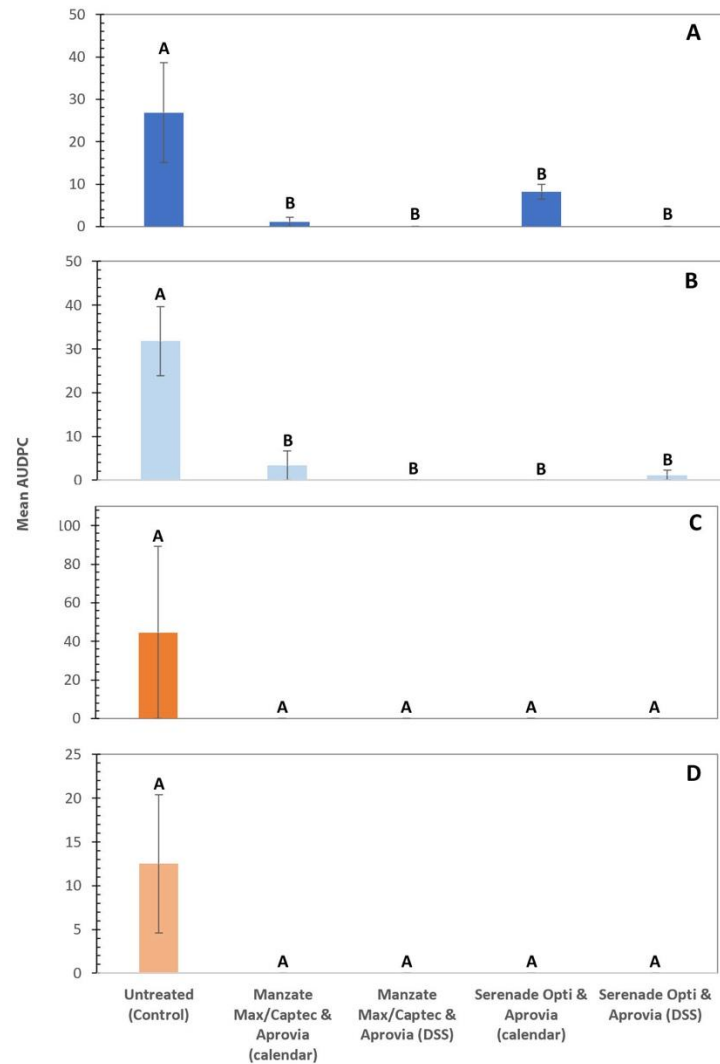 50
A
A
40
30
20
10
B
B
B
B
0
50
B
A
40
30
20
10
B
B
B
B
0
Mean AUDPC
C
100
A
80
60
40
20
A
A
A
A
0
25
D
A
20
15
10
5
A
A
A
A
0
Untreated
(Control)
Manzate
Max/Captec &
Aprovia
(calendar)
Manzate
Max/Captec &
Aprovia (DSS)
Serenade Opti &
Aprovia
(calendar)
Serenade Opti &
Aprovia (DSS)